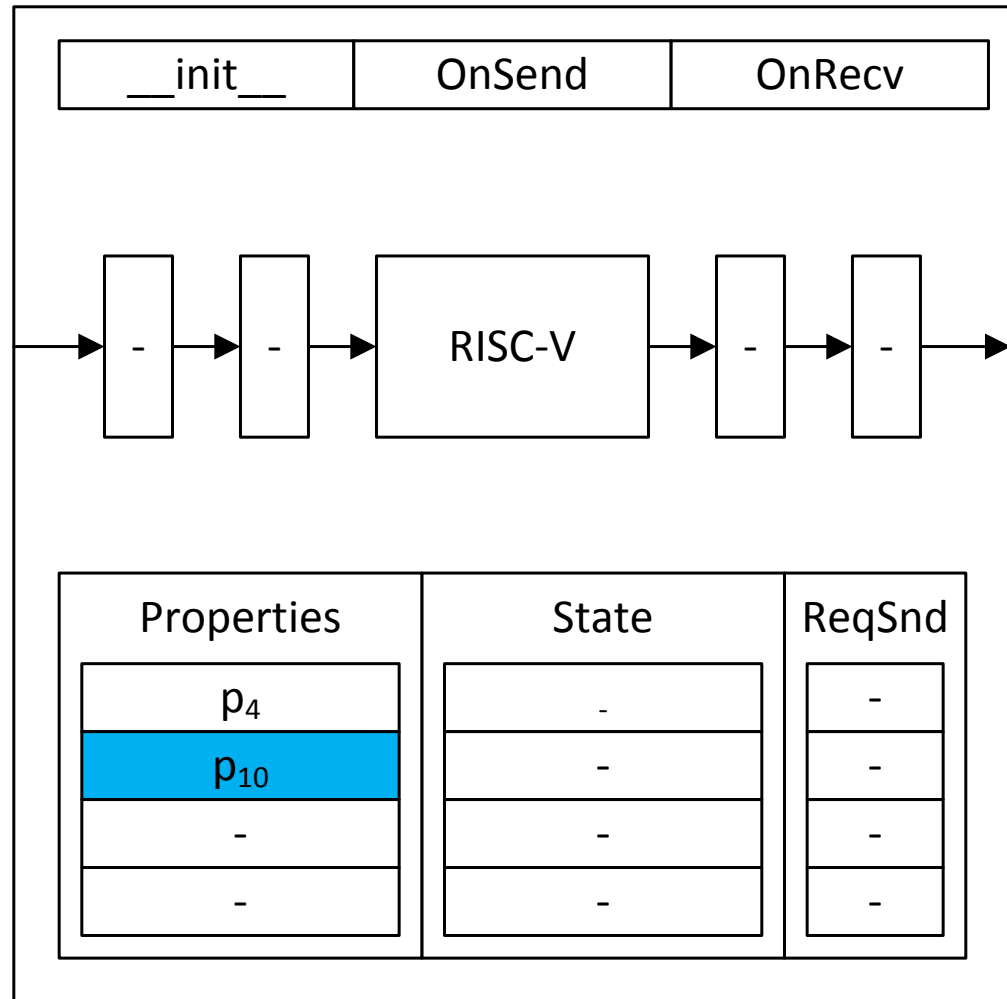 __init__ OnSend OnRecv
- - RISC-V - -
Properties State ReqSnd
p₄ - -
p₁₀ - -
- - -
- - -